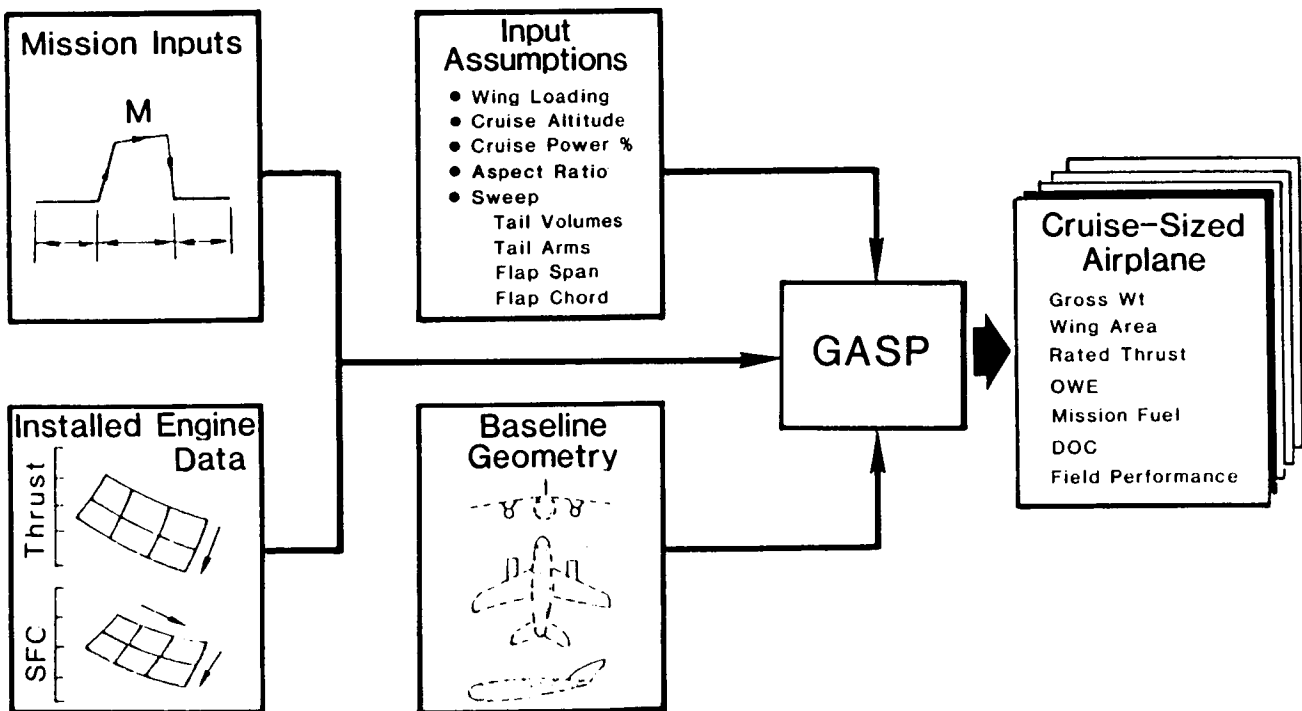 Mission Inputs
M
Input
Assumptions
● Wing Loading
● Cruise Altitude
● Cruise Power %
● Aspect Ratio
● Sweep
Tail Volumes
Tail Arms
Flap Span
Flap Chord
Installed Engine
Data
Thrust
SFC
Baseline
Geometry
GASP
Cruise-Sized
Airplane
Gross Wt
Wing Area
Rated Thrust
OWE
Mission Fuel
DOC
Field Performance